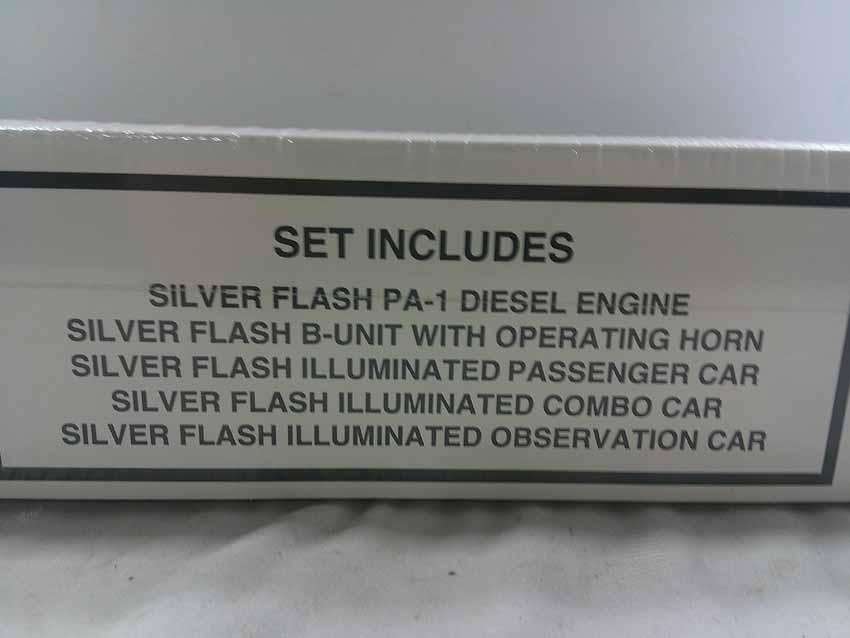 SET INCLUDES
SILVER FLASH PA-1 DIESEL ENGINE
SILVER FLASH B-UNIT WITH OPERATING HORN
SILVER FLASH ILLUMINATED PASSENGER CAR
SILVER FLASH ILLUMINATED COMBO CAR
SILVER FLASH ILLUMINATED OBSERVATION CAR